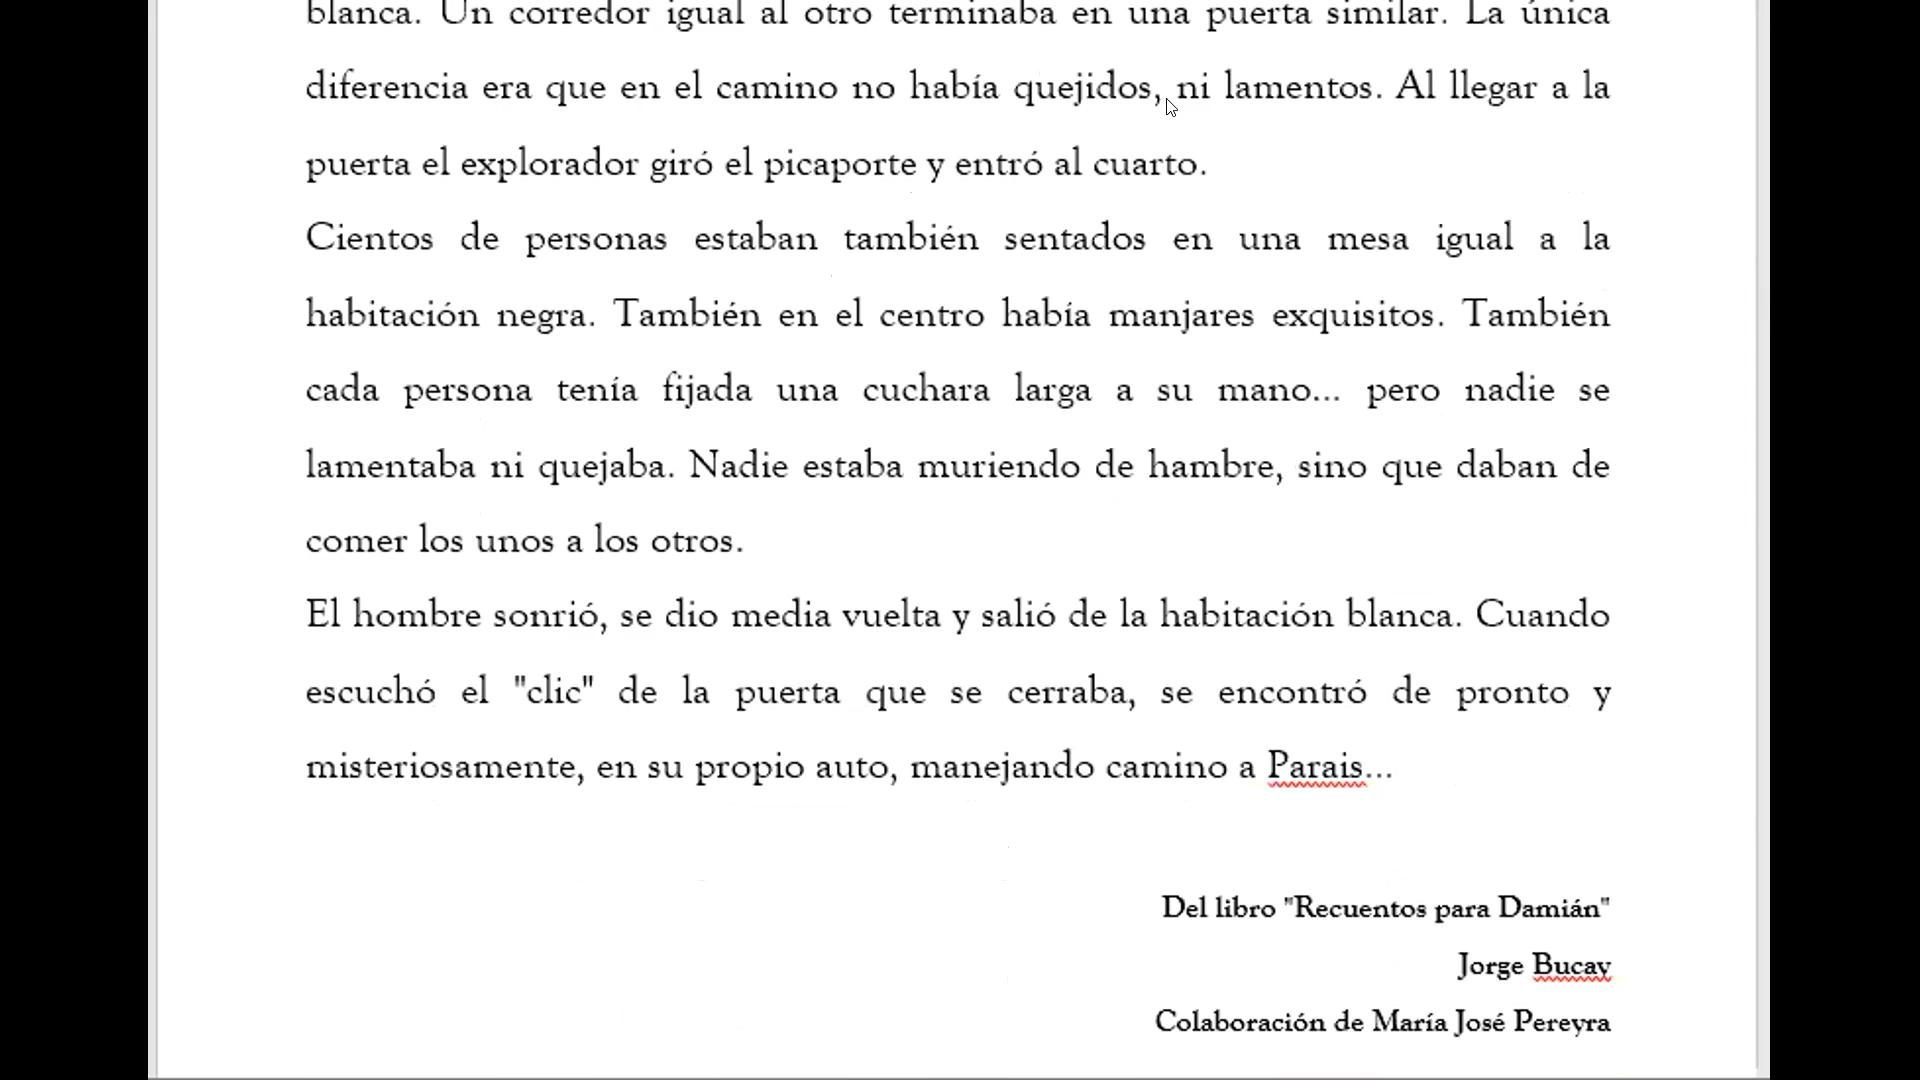 blanca. Un corredor igual al otro terminaba en una puerta similar. La única
diferencia era que en el camino no había quejidos, ni lamentos. Al llegar a la
puerta el explorador giró el picaporte y entró al cuarto.
Cientos de personas estaban también sentados en una mesa igual a la
habitación negra. También en el centro había manjares exquisitos. También
cada persona tenía fijada una cuchara larga a su mano... pero nadie se
lamentaba ni quejaba. Nadie estaba muriendo de hambre, sino que daban de
comer los unos a los otros.
El hombre sonrió, se dio media vuelta y salió de la habitación blanca. Cuando
escuchó el "clic" de la puerta que se cerraba, se encontró de pronto y
misteriosamente, en su propio auto, manejando camino a Parais...
Del libro "Recuentos para Damián"
Jorge Bucay
Colaboración de María José Pereyra